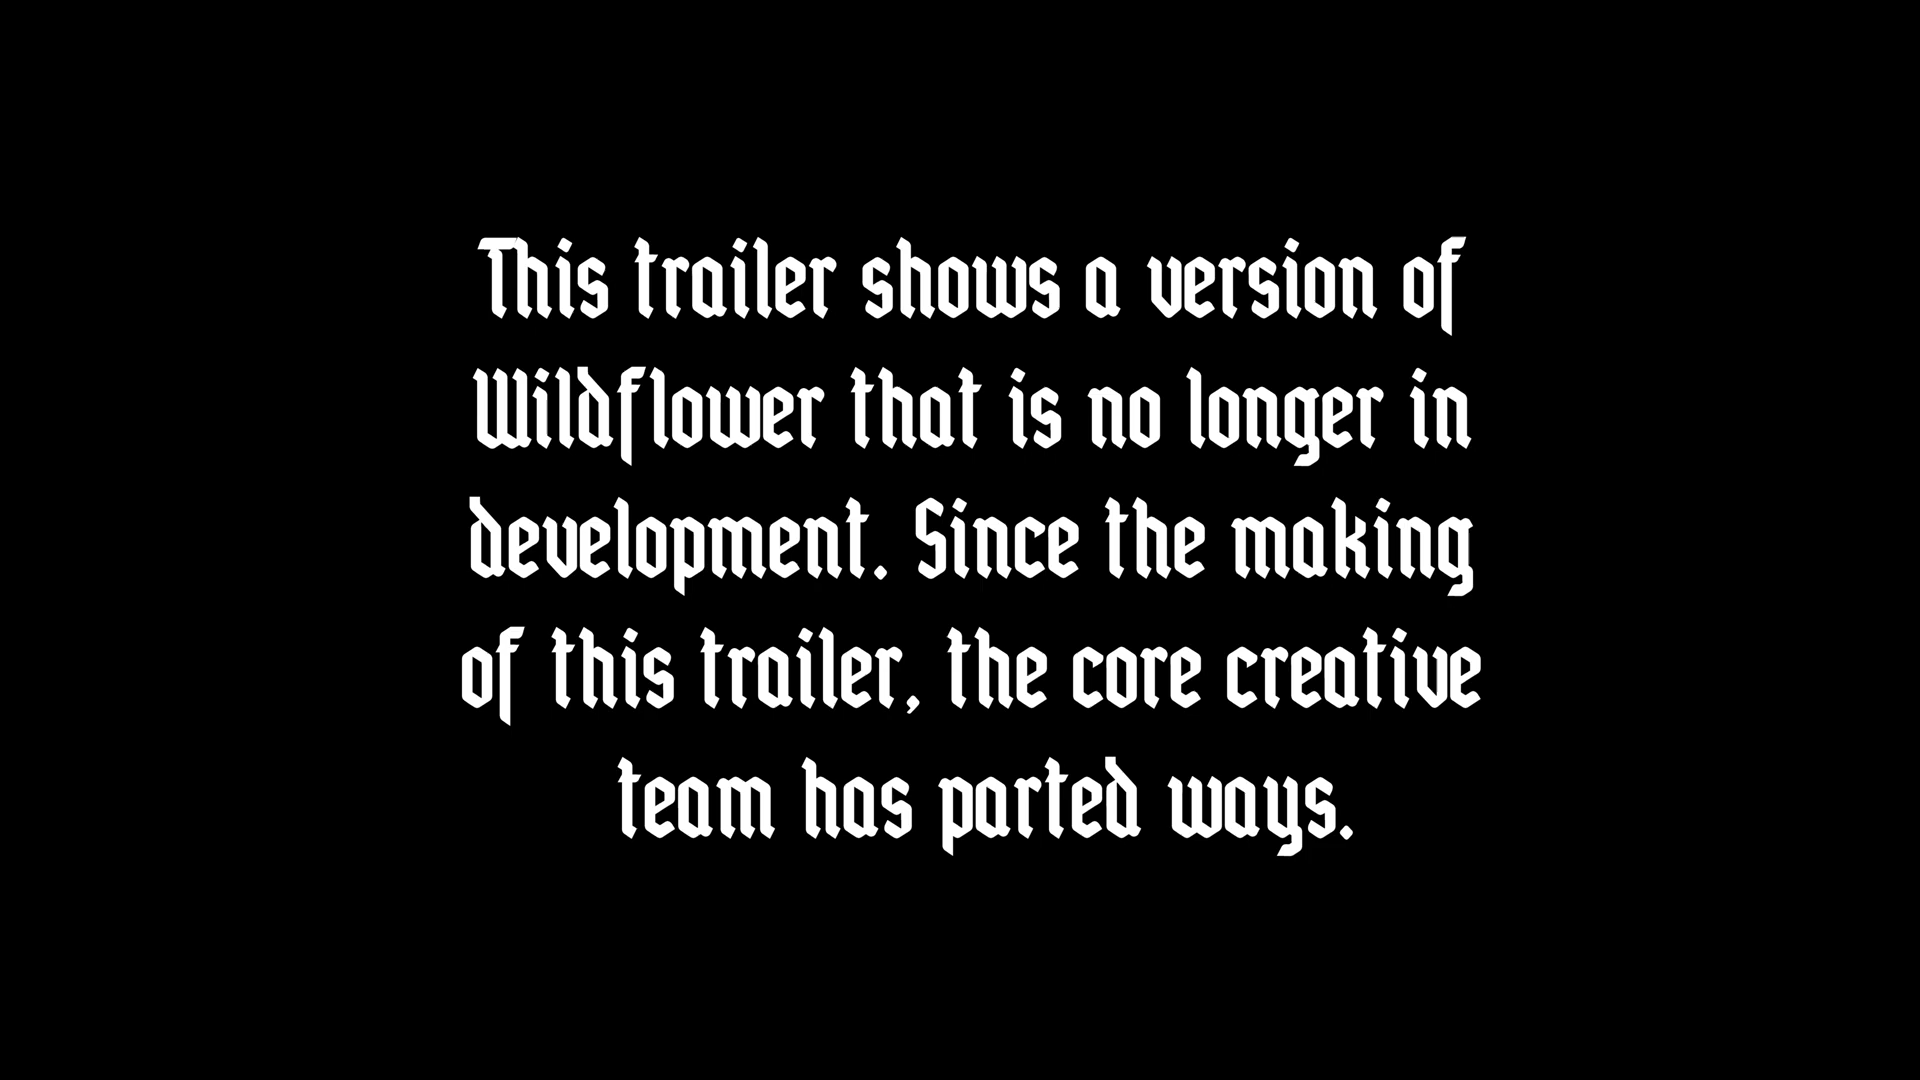 This trailer shows a version of
Wildflower that is no longer in
development. Since the making
of this trailer, the core creative
team has parted ways.